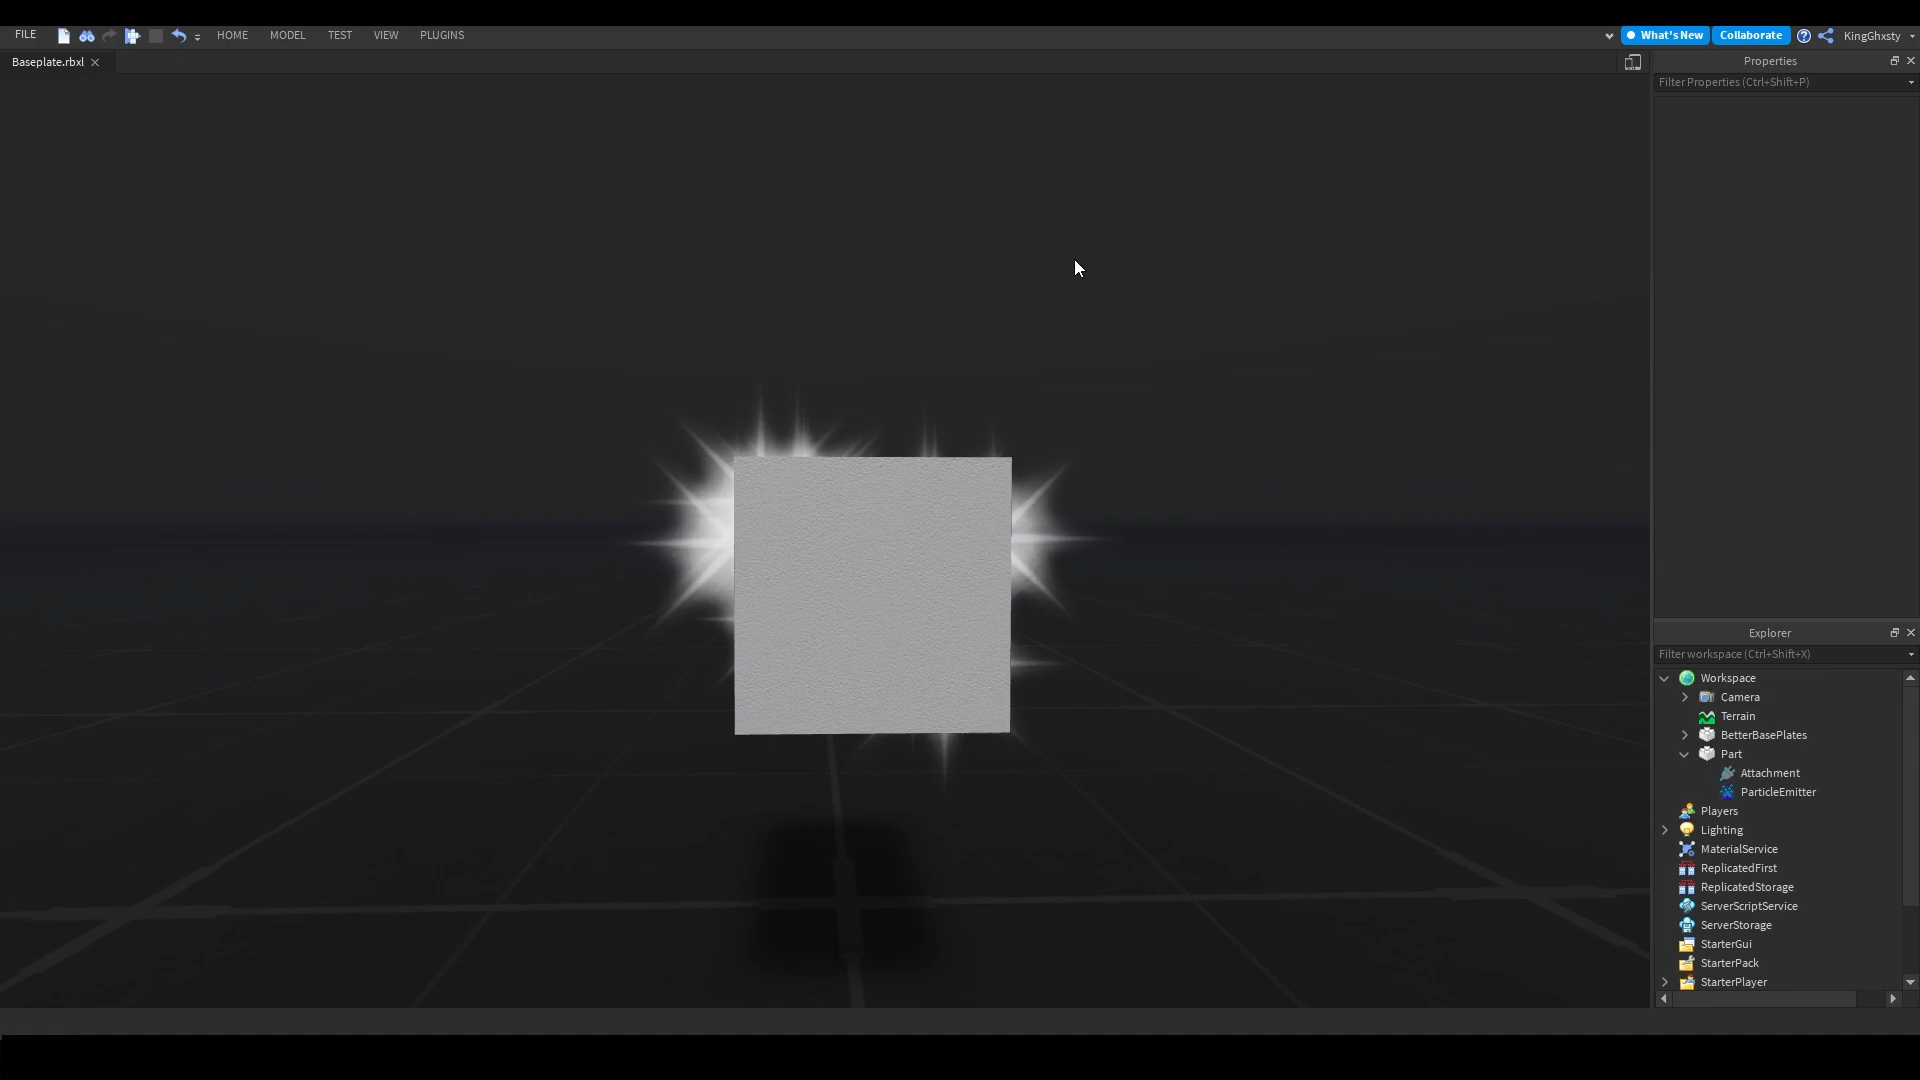 FILE HOME MODEL TEST VIEW PLUGINS What's New Collaborate KingGhxsty
Baseplate.rbxl
Properties
Filter Properties (Ctrl+Shift+P)
Explorer
Filter workspace (Ctrl+Shift+X)
Workspace
Camera
Terrain
BetterBasePlates
Part
Attachment
ParticleEmitter
Players
Lighting
MaterialService
ReplicatedFirst
ReplicatedStorage
ServerScriptService
ServerStorage
StarterGui
StarterPack
StarterPlayer